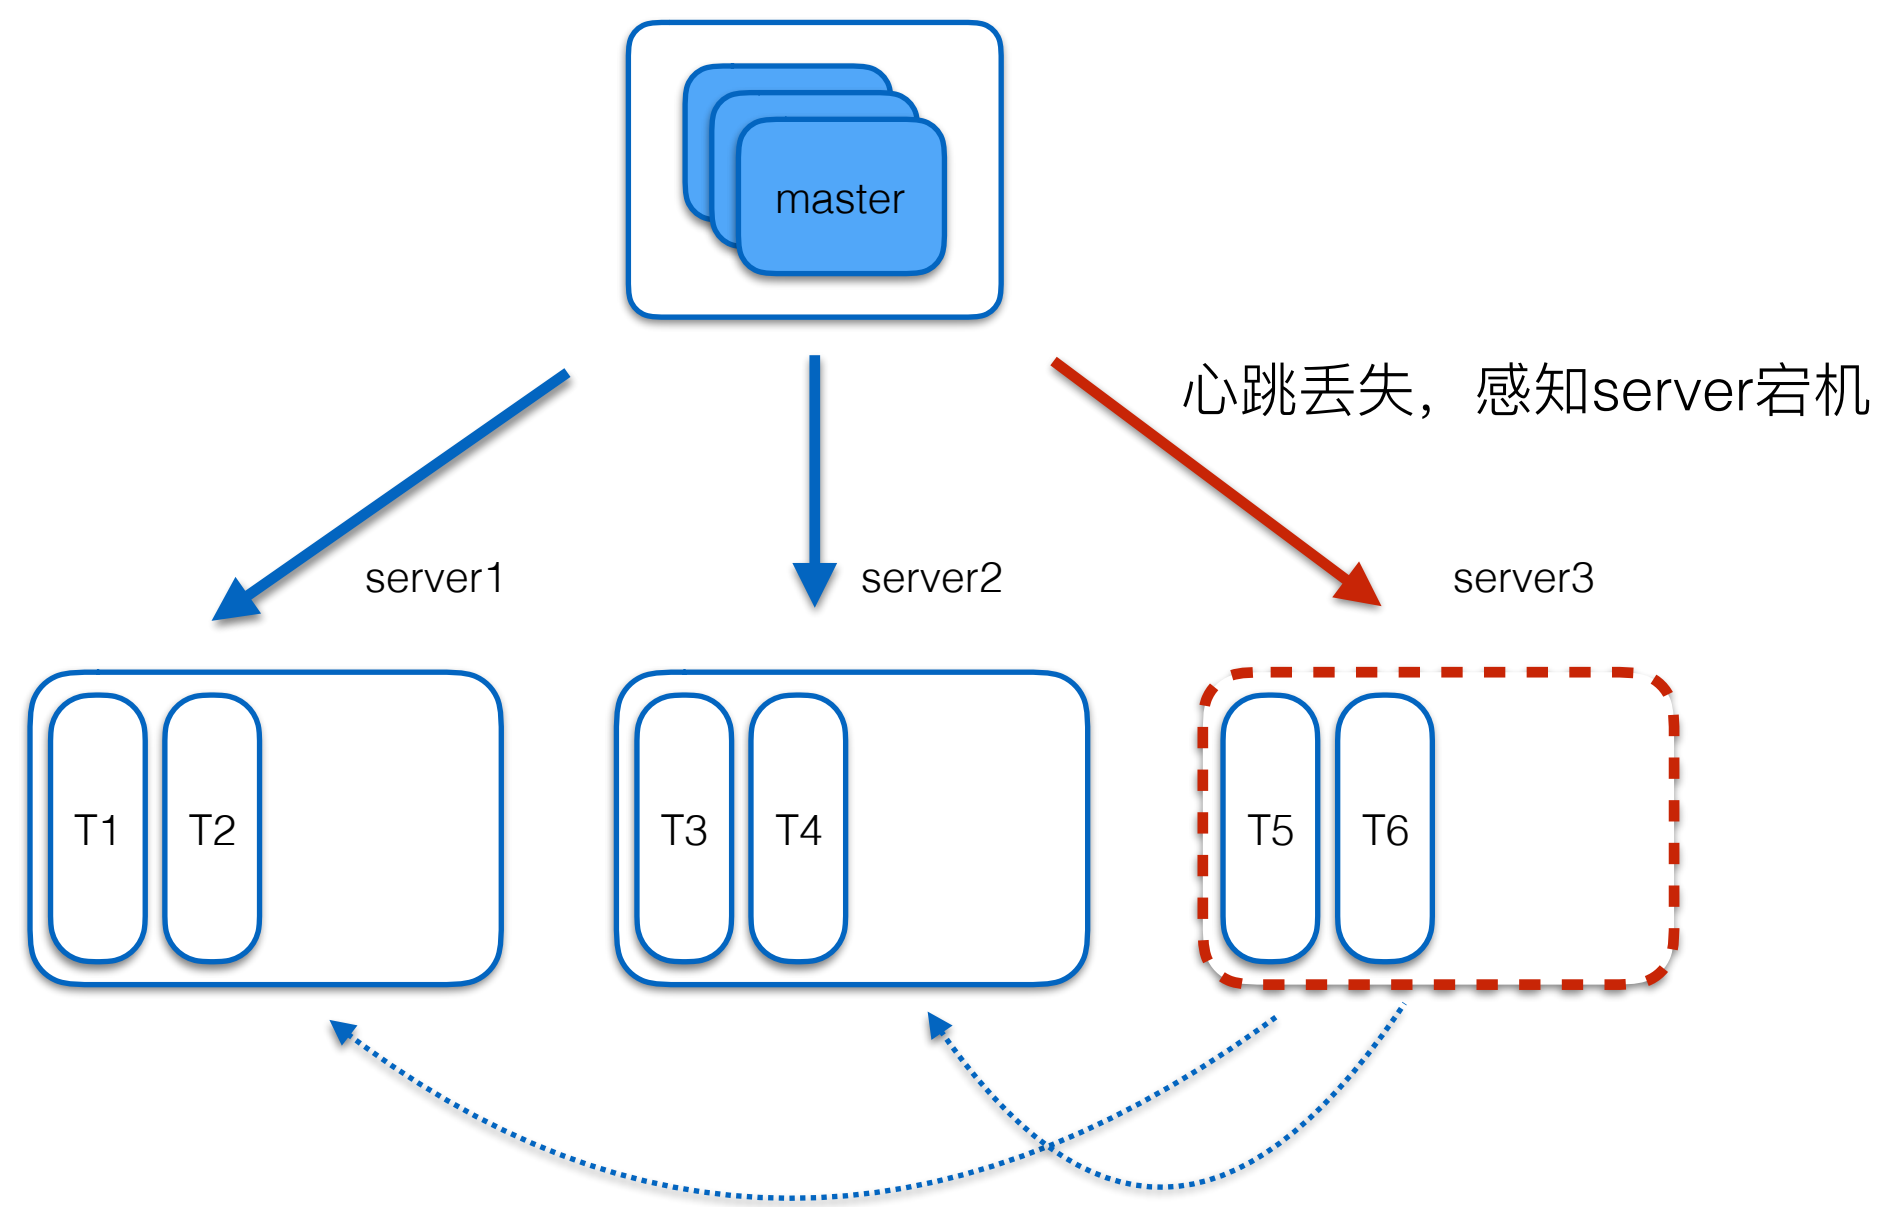 master
心跳丢失，感知server宕机
server1
server2
server3
T1
T2
T3
T4
T5
T6